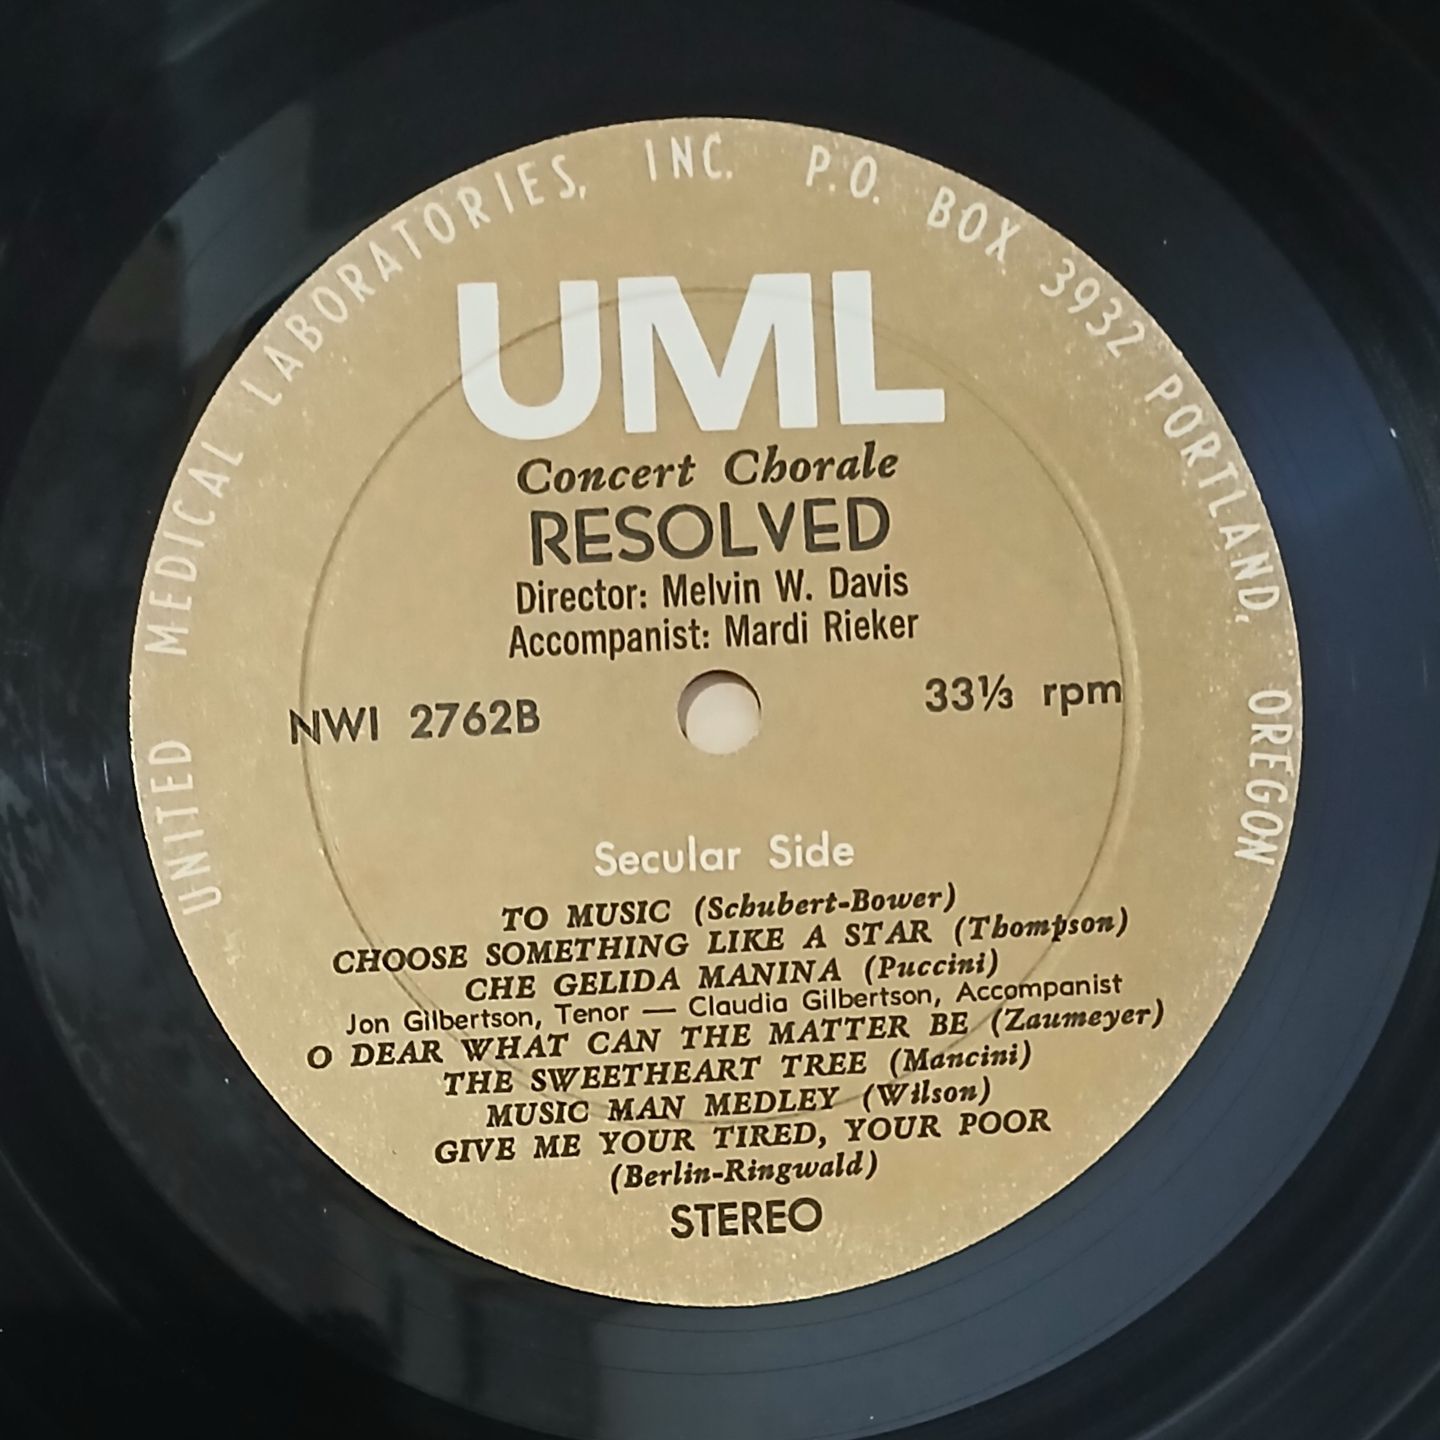 UNITED MEDICAL LABORATORIES, INC. P.O. BOX 3932 PORTLAND, OREGON
UML
Concert Chorale
RESOLVED
Director: Melvin W. Davis
Accompanist: Mardi Rieker
NWI 2762B 33⅓ rpm
Secular Side
TO MUSIC (Schubert-Bower)
CHOOSE SOMETHING LIKE A STAR (Thompson)
CHE GELIDA MANINA (Puccini)
Jon Gilbertson, Tenor — Claudia Gilbertson, Accompanist
O DEAR WHAT CAN THE MATTER BE (Zaumeyer)
THE SWEETHEART TREE (Mancini)
MUSIC MAN MEDLEY (Wilson)
GIVE ME YOUR TIRED, YOUR POOR
(Berlin-Ringwald)
STEREO